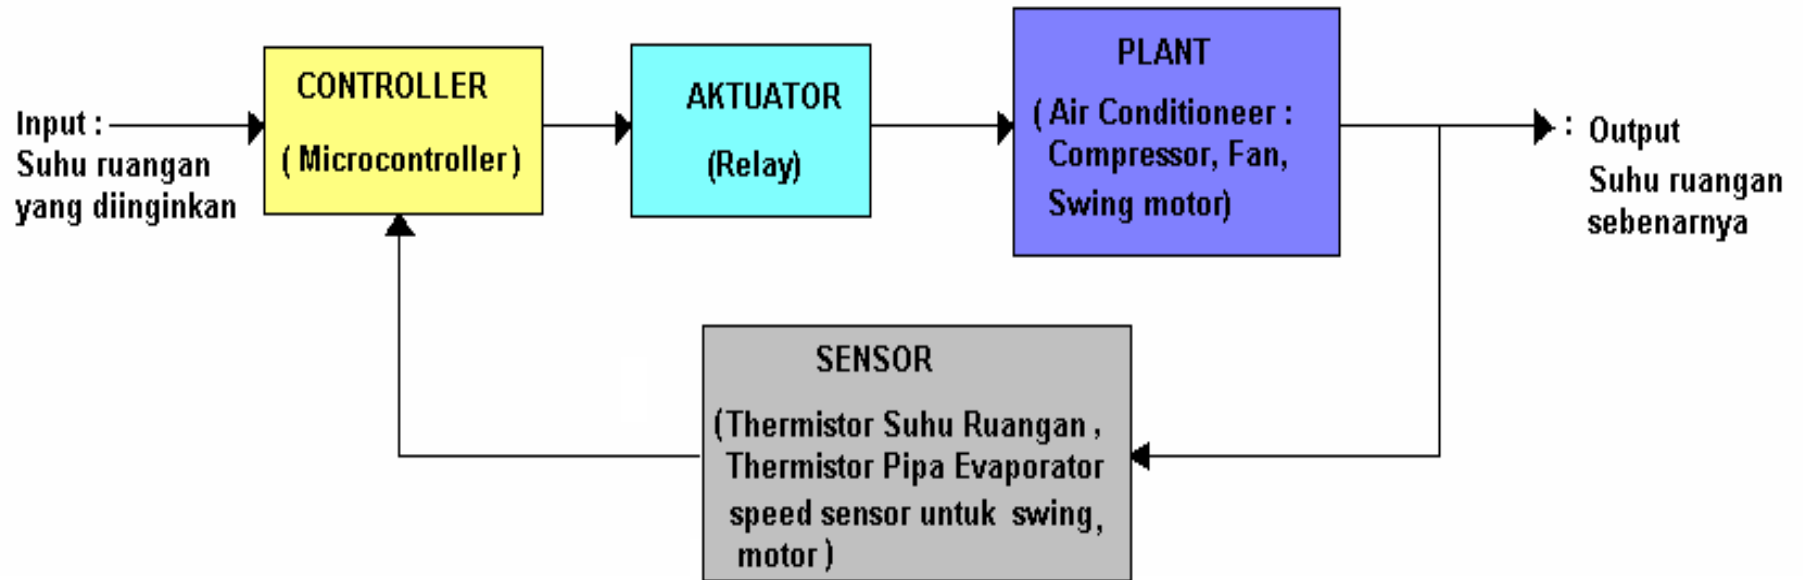 Input :
Suhu ruangan
yang diinginkan
CONTROLLER
( Microcontroller )
AKTUATOR
(Relay)
PLANT
( Air Conditioneer :
Compressor, Fan,
Swing motor)
: Output
Suhu ruangan
sebenarnya
SENSOR
(Thermistor Suhu Ruangan ,
Thermistor Pipa Evaporator
speed sensor untuk swing,
motor )